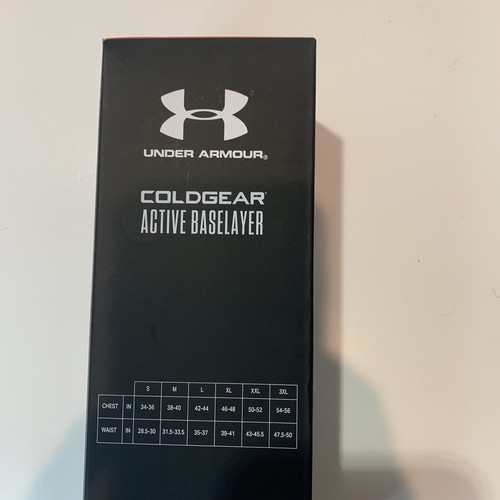 UNDER ARMOUR®
COLDGEAR
ACTIVE BASELAYER
S M L XL XXL 3XL
CHEST IN 34-36 38-40 42-44 46-48 50-52 54-56
WAIST IN 28.5-30 31.5-33.5 35-37 39-41 43-45.5 47.5-50